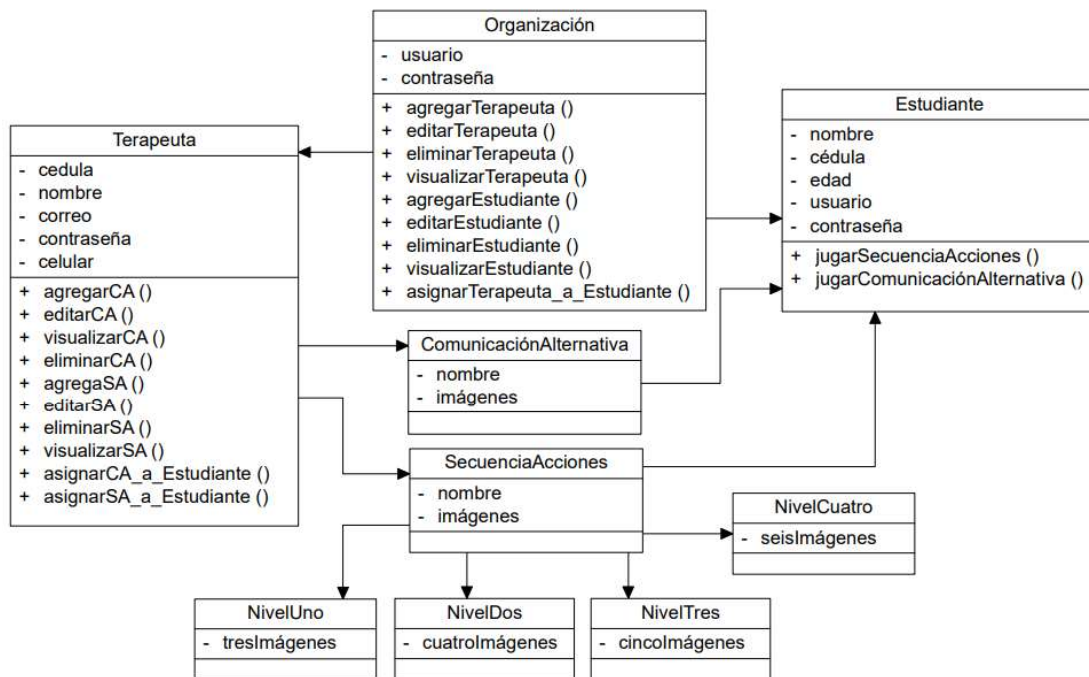 Organización
- usuario
- contraseña
+ agregarTerapeuta ()
+ editarTerapeuta ()
+ eliminarTerapeuta ()
+ visualizarTerapeuta ()
+ agregarEstudiante ()
+ editarEstudiante ()
+ eliminarEstudiante ()
+ visualizarEstudiante ()
+ asignarTerapeuta_a_Estudiante ()
Terapeuta
- cedula
- nombre
- correo
- contraseña
- celular
+ agregarCA ()
+ editarCA ()
+ visualizarCA ()
+ eliminarCA ()
+ agregaSA ()
+ editarSA ()
+ eliminarSA ()
+ visualizarSA ()
+ asignarCA_a_Estudiante ()
+ asignarSA_a_Estudiante ()
Estudiante
- nombre
- cédula
- edad
- usuario
- contraseña
+ jugarSecuenciaAcciones ()
+ jugarComunicaciónAlternativa ()
ComunicaciónAlternativa
- nombre
- imágenes
SecuenciaAcciones
- nombre
- imágenes
NivelCuatro
- seisImágenes
NivelUno
- tresImágenes
NivelDos
- cuatroImágenes
NivelTres
- cincoImágenes